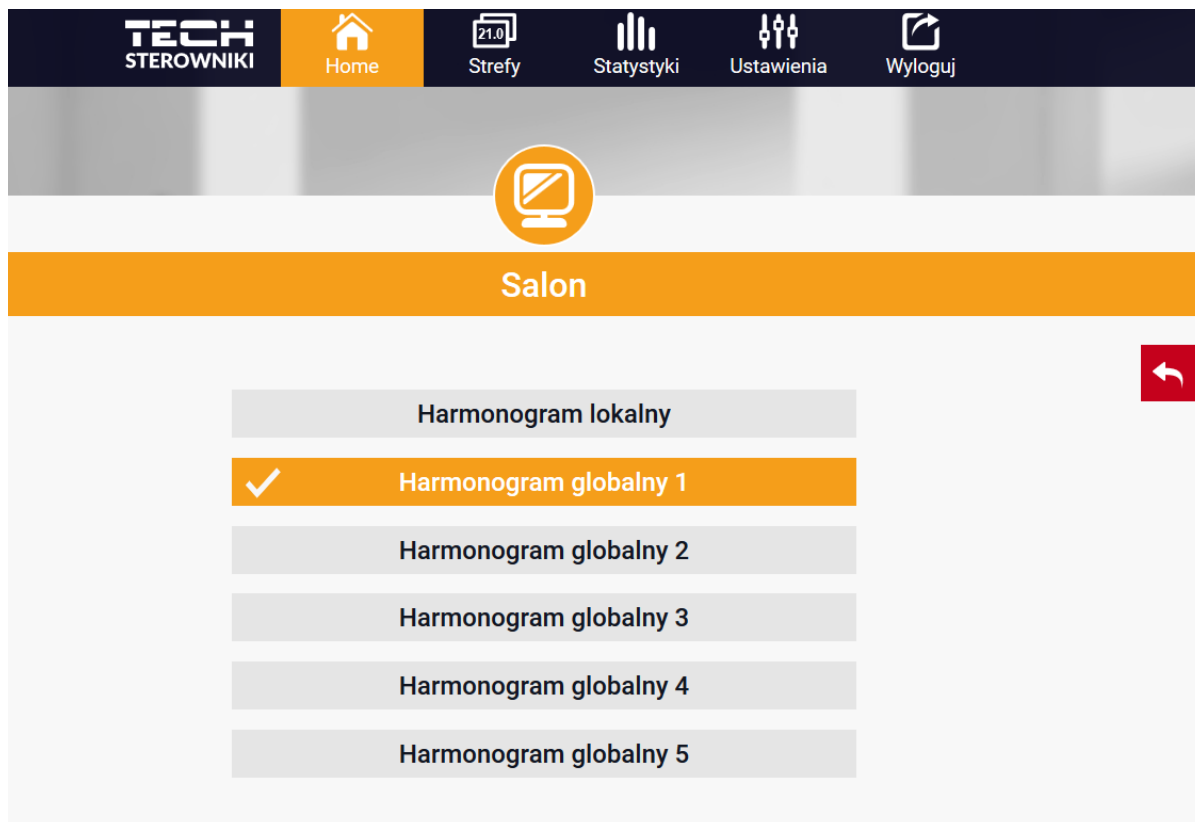 TECH
STEROWNIKI
Home
21.0
Strefy
Statystyki
Ustawienia
Wyloguj
Salon
Harmonogram lokalny
Harmonogram globalny 1
Harmonogram globalny 2
Harmonogram globalny 3
Harmonogram globalny 4
Harmonogram globalny 5